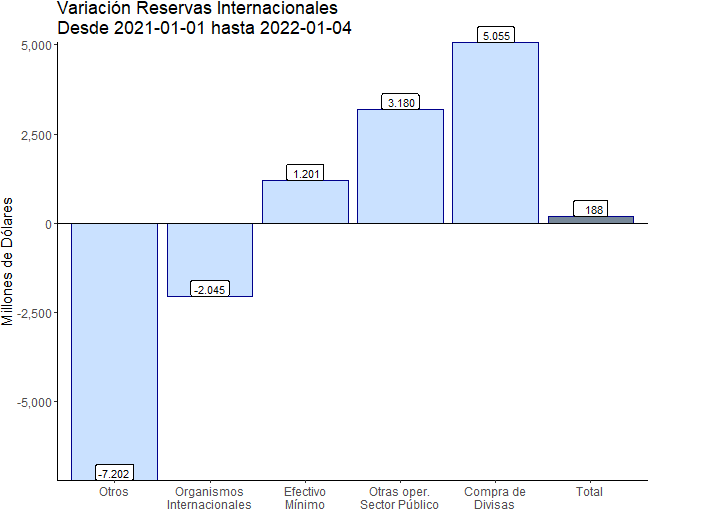 Variación Reservas Internacionales
Desde 2021-01-01 hasta 2022-01-04
Millones de Dólares
5,000
2,500
0
-2,500
-5,000
-7.202
-2.045
1.201
3.180
5.055
188
Otros
Organismos
Internacionales
Efectivo
Mínimo
Otras oper.
Sector Público
Compra de
Divisas
Total